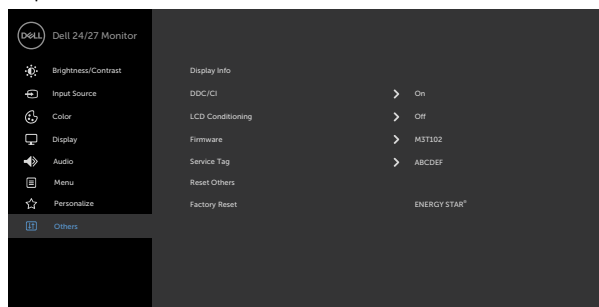 DELL Dell 24/27 Monitor
Brightness/Contrast Display Info
Input Source DDC/CI On
Color LCD Conditioning Off
Display Firmware M3T102
Audio Service Tag ABCDEF
Menu Reset Others
Personalize Factory Reset ENERGY STAR®
Others